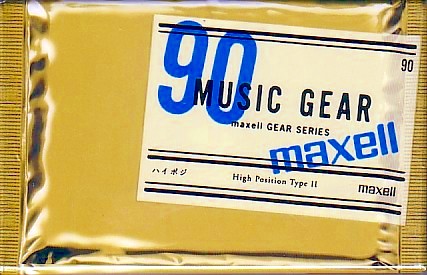 90
90
MUSIC GEAR
maxell GEAR SERIES
maxell
ハイポジ High Position Type II maxell